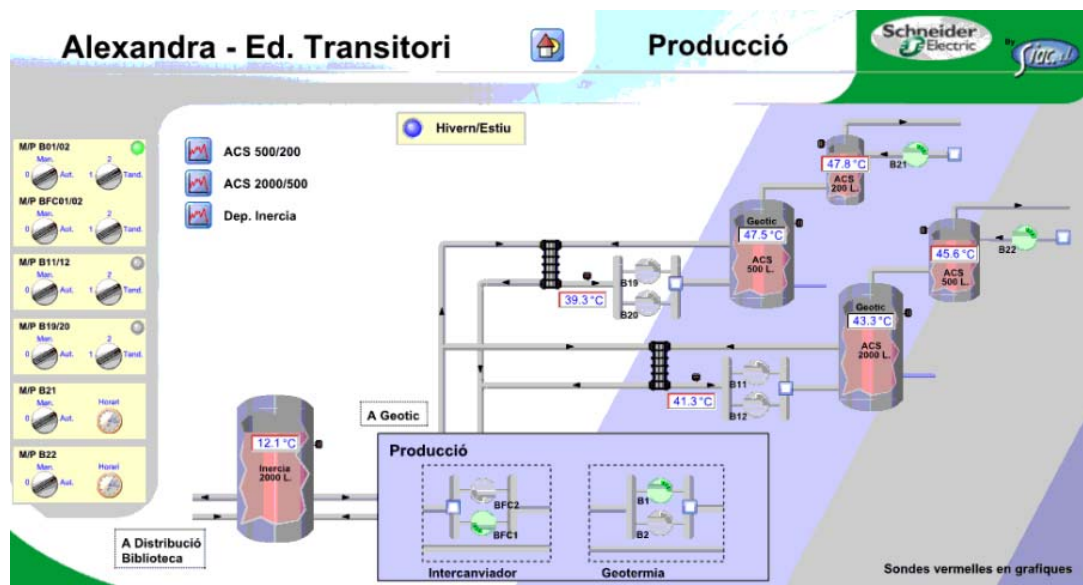 Alexandra - Ed. Transitori
Producció
Schneider
Electric
By
Hivern/Estiu
ACS 500/200
ACS 2000/500
Dep. Inercia
M/P B01/02
Man.
0
Aut.
2
1
Tand.
M/P BFC01/02
Man.
0
Aut.
2
1
Tand.
M/P B11/12
Man.
0
Aut.
2
1
Tand.
M/P B19/20
Man.
0
Aut.
2
1
Tand.
M/P B21
Man.
0
Aut.
Horari
M/P B22
Man.
0
Aut.
Horari
47.8 °C
ACS
200 L.
B21
Geotic
47.5 °C
ACS
500 L.
45.6 °C
ACS
500 L.
B22
39.3 °C
B19
B20
Geotic
43.3 °C
ACS
2000 L.
41.3 °C
B11
B12
12.1 °C
Inercia
2000 L.
A Geotic
A Distribució
Biblioteca
Producció
BFC2
BFC1
Intercanviador
B1
B2
Geotermia
Sondes vermelles en grafiques